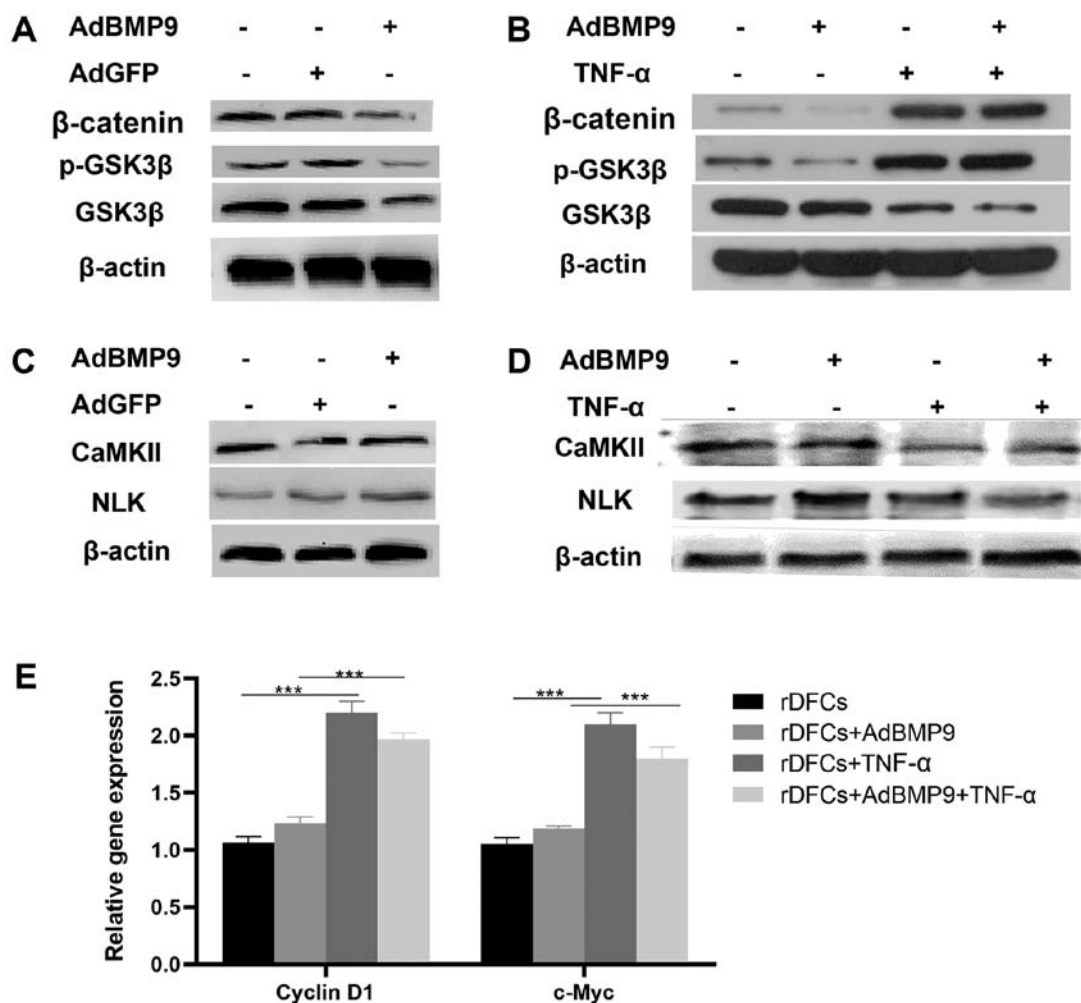 A AdBMP9 - - +
AdGFP - + -
β-catenin
p-GSK3β
GSK3β
β-actin
B AdBMP9 - + - +
TNF-α - - + +
β-catenin
p-GSK3β
GSK3β
β-actin
C AdBMP9 - - +
AdGFP - + -
CaMKII
NLK
β-actin
D AdBMP9 - + - +
TNF-α - - + +
CaMKII
NLK
β-actin
E
Relative gene expression
2.5
2.0
1.5
1.0
0.5
0.0
*** ***
*** ***
Cyclin D1 c-Myc
rDFCs
rDFCs+AdBMP9
rDFCs+TNF-α
rDFCs+AdBMP9+TNF-α